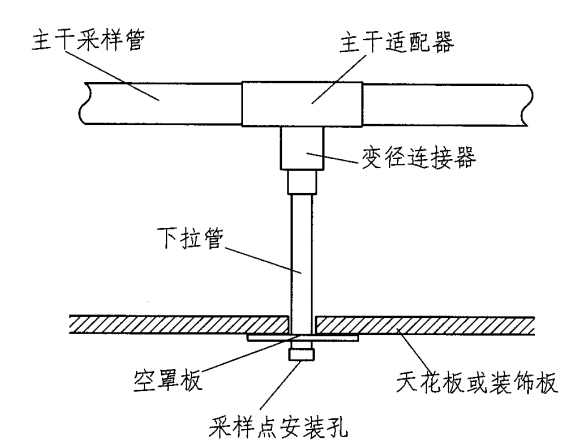 主干采样管
主干适配器
变径连接器
下拉管
空罩板
天花板或装饰板
采样点安装孔